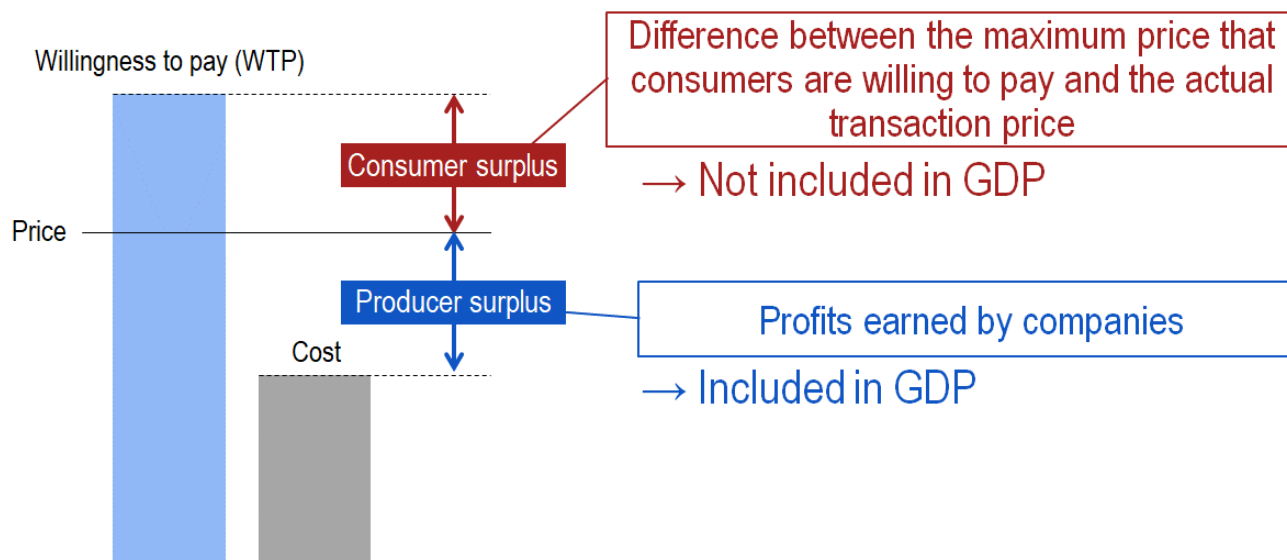 Willingness to pay (WTP)
Difference between the maximum price that
consumers are willing to pay and the actual
transaction price
Consumer surplus
→ Not included in GDP
Price
Producer surplus
Profits earned by companies
Cost
→ Included in GDP